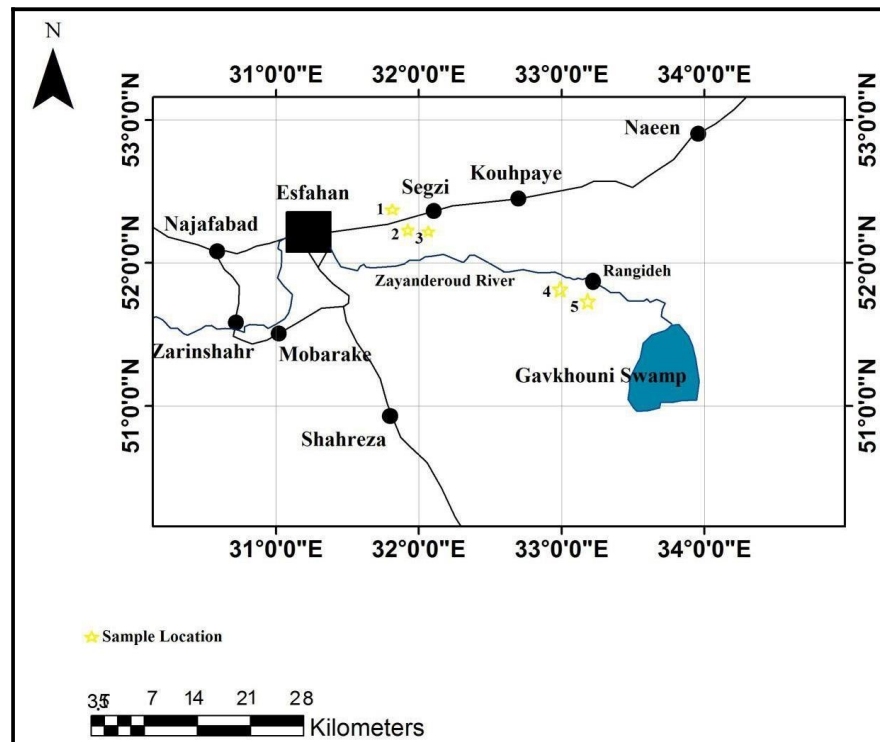 N
31°0'0"E 32°0'0"E 33°0'0"E 34°0'0"E
53°0'0"N 53°0'0"N
Naeen
Kouhpaye
Segzi
Esfahan
1
Najafabad
2 3
52°0'0"N 52°0'0"N
Rangideh
Zayanderoud River
4
5
Zarinshahr
Mobarake
Gavkhouni Swamp
51°0'0"N 51°0'0"N
Shahreza
31°0'0"E 32°0'0"E 33°0'0"E 34°0'0"E
Sample Location
7 14 21 28
Kilometers